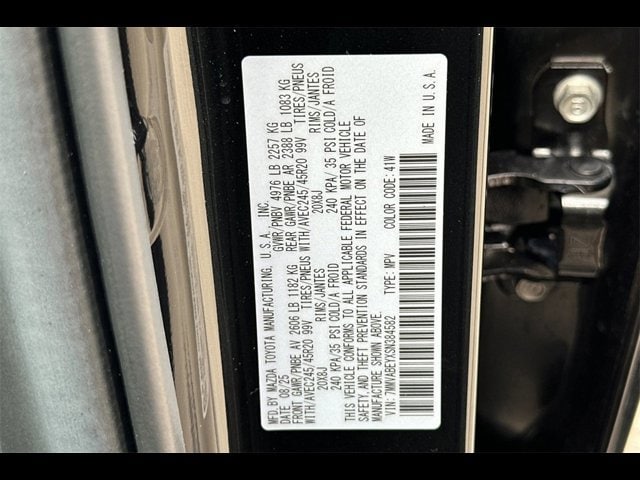 MFD.BY MAZDA TOYOTA MANUFACTURING, U.S.A., INC.
DATE 08/25 GVWR/PNBV 4976 LB 2257 KG
FRONT GAWR/PNBE AV 2606 LB 1182 KG REAR GAWR/PNBE AR 2388 LB 1083 KG
WITH/AVEC245/45R20 99V TIRES/PNEUS WITH/AVEC245/45R20 99V TIRES/PNEUS
20X8J RIMS/JANTES 20X8J RIMS/JANTES
240 KPA/35 PSI COLD/A FROID 240 KPA/ 35 PSI COLD/A FROID
THIS VEHICLE CONFORMS TO ALL APPLICABLE FEDERAL MOTOR VEHICLE
SAFETY, AND THEFT PREVENTION STANDARDS IN EFFECT ON THE DATE OF
MANUFACTURE SHOWN ABOVE.
VIN: 7MMVABEYXSN384582 TYPE: MPV COLOR CODE: 41W MADE IN U.S.A.